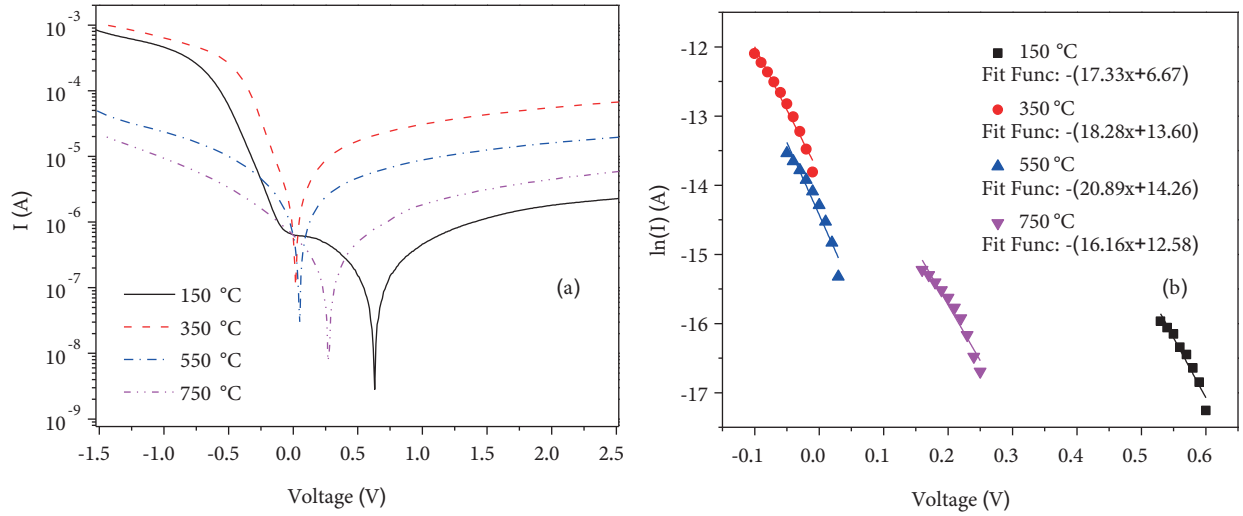 10^-3
10^-4
10^-5
10^-6
10^-7
10^-8
10^-9
I (A)
-1.5 -1.0 -0.5 0.0 0.5 1.0 1.5 2.0 2.5
Voltage (V)
150 °C
350 °C
550 °C
750 °C
(a)
-12
-13
-14
-15
-16
-17
ln(I) (A)
-0.1 0.0 0.1 0.2 0.3 0.4 0.5 0.6
Voltage (V)
150 °C
Fit Func: -(17.33x+6.67)
350 °C
Fit Func: -(18.28x+13.60)
550 °C
Fit Func: -(20.89x+14.26)
750 °C
Fit Func: -(16.16x+12.58)
(b)